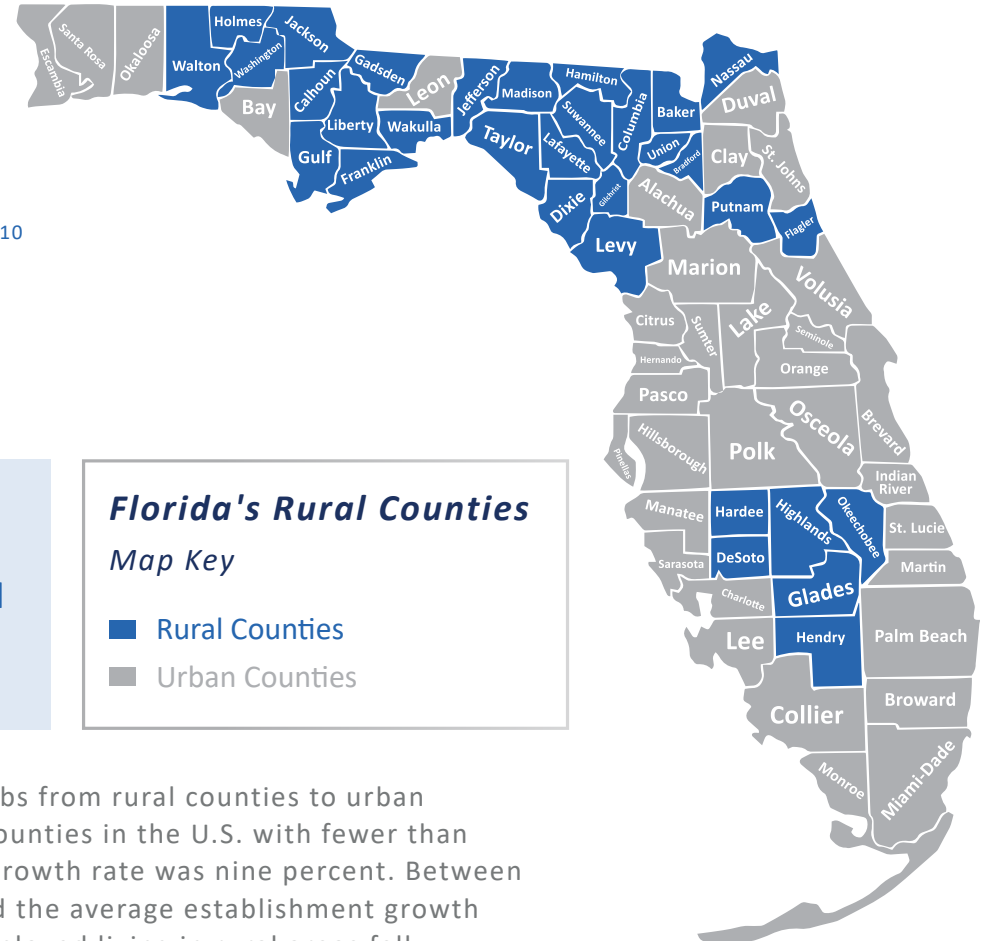 Escambia
Santa Rosa
Okaloosa
Walton
Holmes
Washington
Jackson
Bay
Calhoun
Gulf
Liberty
Gadsden
Franklin
Leon
Wakulla
Jefferson
Madison
Taylor
Hamilton
Suwannee
Lafayette
Dixie
Columbia
Gilchrist
Levy
Baker
Union
Bradford
Alachua
Nassau
Duval
Clay
St. Johns
Putnam
Flagler
Marion
Volusia
Citrus
Sumter
Lake
Seminole
Hernando
Orange
Pasco
Pinellas
Hillsborough
Polk
Osceola
Brevard
Indian
River
Manatee
Hardee
Highlands
Okeechobee
St. Lucie
Sarasota
DeSoto
Martin
Charlotte
Glades
Lee
Hendry
Palm Beach
Collier
Broward
Monroe
Miami-Dade
10
Florida's Rural Counties
Map Key
Rural Counties
Urban Counties
bs from rural counties to urban
ounties in the U.S. with fewer than
rowth rate was nine percent. Between
d the average establishment growth
living in rural areas fell